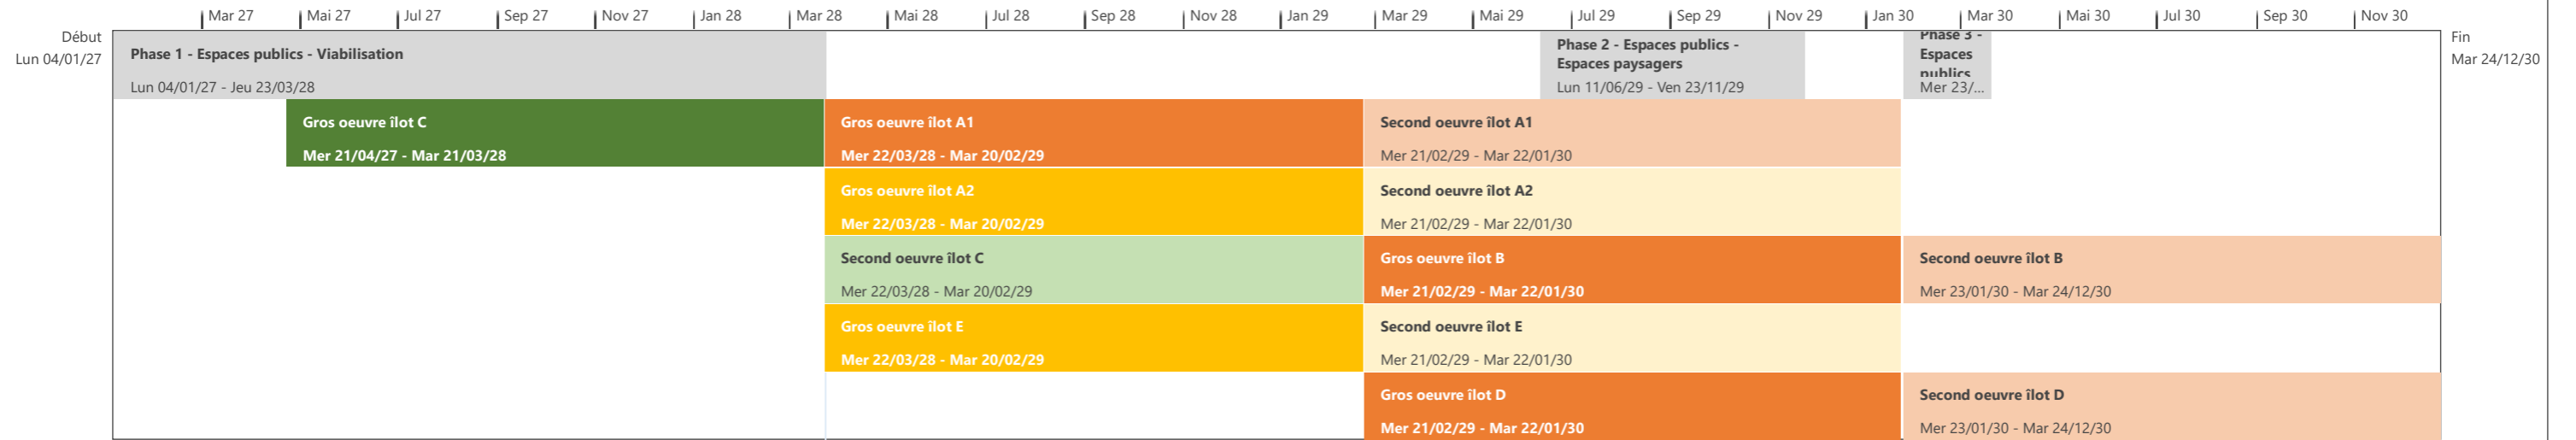 Mar 27 Mai 27 Jul 27 Sep 27 Nov 27 Jan 28 Mar 28 Mai 28 Jul 28 Sep 28 Nov 28 Jan 29 Mar 29 Mai 29 Jul 29 Sep 29 Nov 29 Jan 30 Mar 30 Mai 30 Jul 30 Sep 30 Nov 30
Début
Lun 04/01/27
Phase 1 - Espaces publics - Viabilisation
Lun 04/01/27 - Jeu 23/03/28
Phase 2 - Espaces publics -
Espaces paysagers
Lun 11/06/29 - Ven 23/11/29
Phase 3 -
Espaces
publics
Mer 23/...
Fin
Mar 24/12/30
Gros oeuvre îlot C
Mer 21/04/27 - Mar 21/03/28
Gros oeuvre îlot A1
Mer 22/03/28 - Mar 20/02/29
Second oeuvre îlot A1
Mer 21/02/29 - Mar 22/01/30
Gros oeuvre îlot A2
Mer 22/03/28 - Mar 20/02/29
Second oeuvre îlot A2
Mer 21/02/29 - Mar 22/01/30
Second oeuvre îlot C
Mer 22/03/28 - Mar 20/02/29
Gros oeuvre îlot B
Mer 21/02/29 - Mar 22/01/30
Second oeuvre îlot B
Mer 23/01/30 - Mar 24/12/30
Gros oeuvre îlot E
Mer 22/03/28 - Mar 20/02/29
Second oeuvre îlot E
Mer 21/02/29 - Mar 22/01/30
Gros oeuvre îlot D
Mer 21/02/29 - Mar 22/01/30
Second oeuvre îlot D
Mer 23/01/30 - Mar 24/12/30